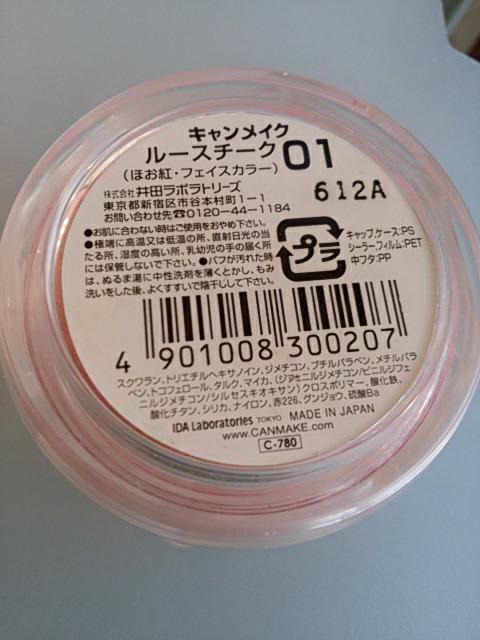 キャンメイク
ルースチーク 01
(ほお紅・フェイスカラー)
株式会社 井田ラボラトリーズ
東京都新宿区市谷本村町1-1
お問い合わせ先☎0120-44-1184
612A
●お肌に合わない時はご使用をおやめ下さい。
●極端に高温又は低温の所、直射日光の当
たる所、湿度の高い所、乳幼児の手の届く所
には保管しないで下さい。●パフが汚れた時
は、ぬるま湯に中性洗剤を薄くとかし、もみ
洗いをした後、よくすすいで陰干しして下さい。
プラ
キャップ・ケース:PS
シーラーフィルム:PET
中フタ:PP
4 901008 300207
スクワラン、トリエチルヘキサノイン、ジメチコン、ブチルパラベン、メチルパラ
ベン、トコフェロール、タルク、マイカ、(ジフェニルジメチコン/ビニルジフェ
ニルジメチコン/シルセスキオキサン)クロスポリマー、酸化鉄、
酸化チタン、シリカ、ナイロン、赤226、グンジョウ、硫酸Ba
IDA Laboratories TOKYO MADE IN JAPAN
www.CANMAKE.com
C-780